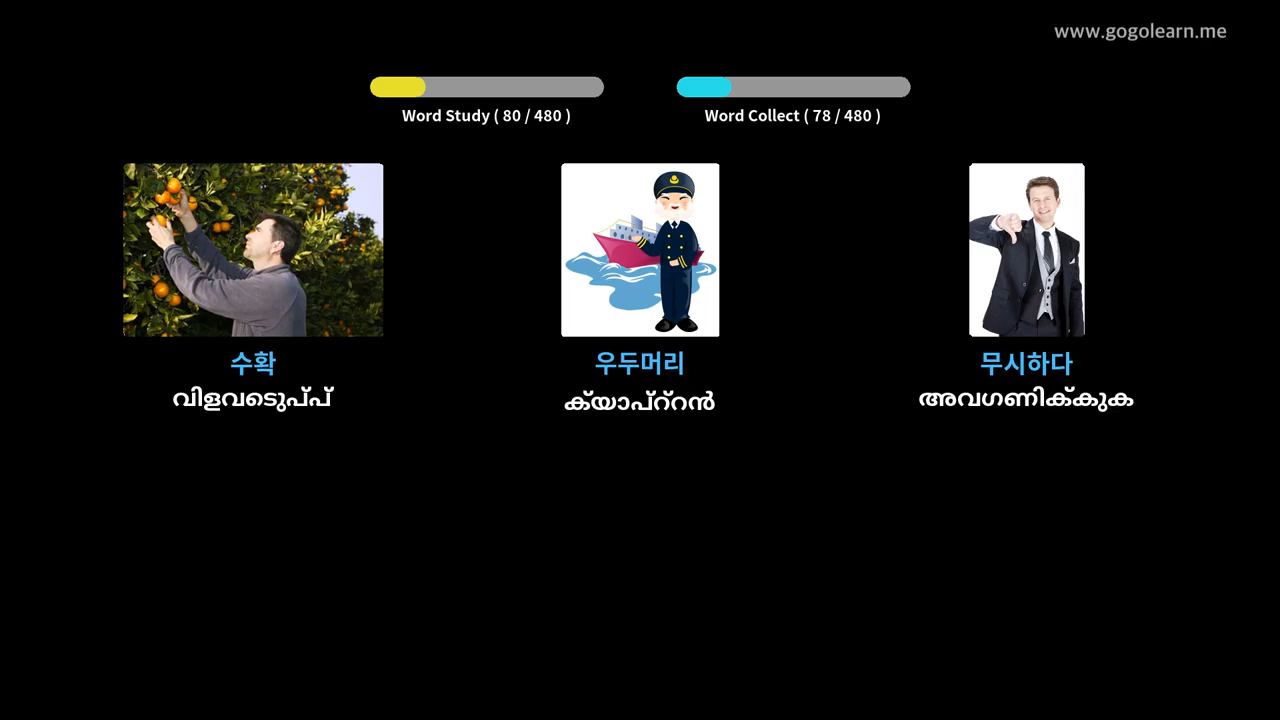 www.gogolearn.me
Word Study ( 80 / 480 )
Word Collect ( 78 / 480 )
수확
우두머리
무시하다
വിളവടെുപ്പ്
ക്യാപ്റ്റൻ
അവഗണിക്കുക